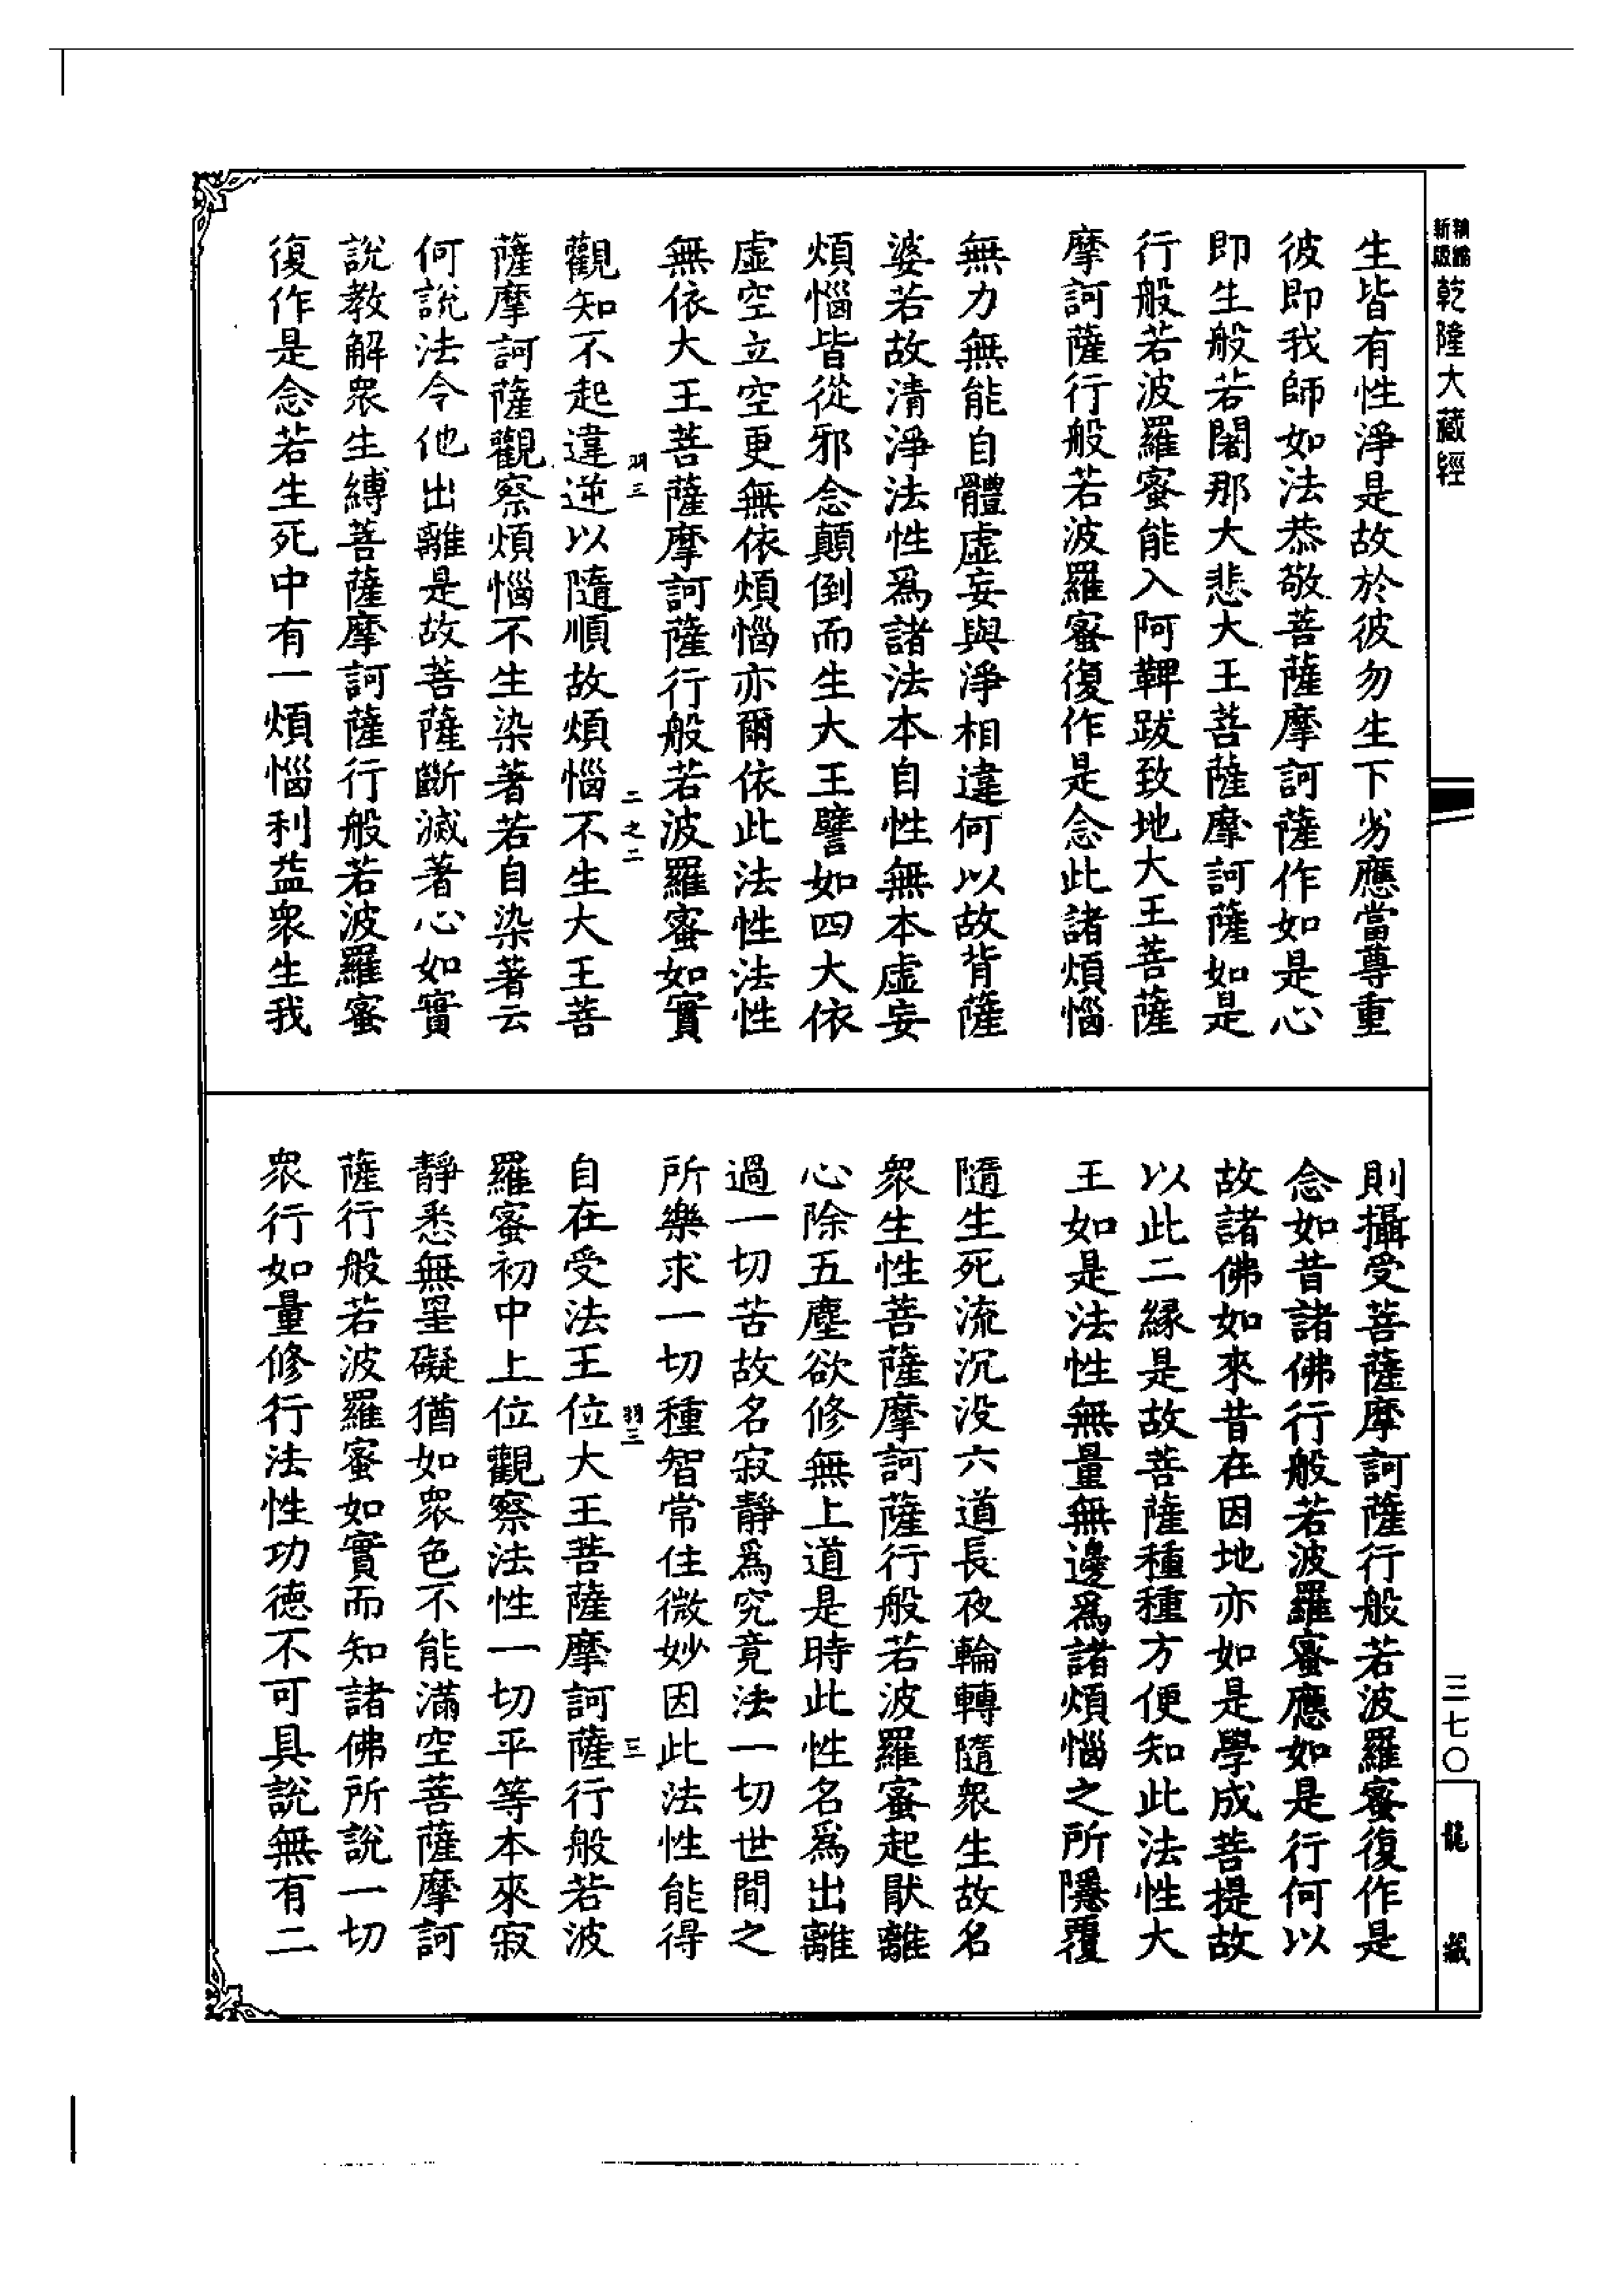 新版精編乾隆大藏經
生皆有性淨是故於彼勿生下劣應當尊重
彼即我師如法恭敬菩薩摩訶薩作如是心
即生般若闍那大悲大王菩薩摩訶薩如是
行般若波羅蜜能入阿鞞跋致地大王菩薩
摩訶薩行般若波羅蜜復作是念此諸煩惱
無力無能自體虛妄與淨相違何以故背薩
婆若故清淨法性爲諸法本自性無本虛妄
煩惱皆從邪念顛倒而生大王譬如四大依
虛空立空更無依煩惱亦爾依此法性法性
無依大王菩薩摩訶薩行般若波羅蜜如實
羽三 二之二
觀知不起違逆以隨順故煩惱不生大王菩
薩摩訶薩觀察煩惱不生染著若自染著云
何說法令他出離是故菩薩斷滅著心如實
說教解衆生縛菩薩摩訶薩行般若波羅蜜
復作是念若生死中有一煩惱利益衆生我
則攝受菩薩摩訶薩行般若波羅蜜復作是
念如昔諸佛行般若波羅蜜應如是行何以
故諸佛如來昔在因地亦如是學成菩提故
以此二緣是故菩薩種種方便知此法性大
王如是法性無量無邊爲諸煩惱之所隱覆
隨生死流沉没六道長夜輪轉隨衆生故名
衆生性菩薩摩訶薩行般若波羅蜜起猒離
心除五塵欲修無上道是時此性名爲出離
過一切苦故名寂靜爲究竟法一切世間之
所樂求一切種智常住微妙因此法性能得
羽三 三
自在受法王位大王菩薩摩訶薩行般若波
羅蜜初中上位觀察法性一切平等本來寂
靜悉無罣礙猶如衆色不能滿空菩薩摩訶
薩行般若波羅蜜如實而知諸佛所說一切
衆行如量修行法性功德不可具說無有二
三七〇
龍藏